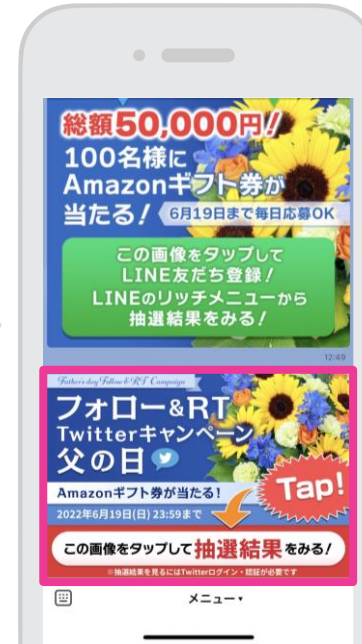 総額50,000円!
100名様に
Amazonギフト券が
当たる! 6月19日まで毎日応募OK
この画像をタップして
LINE友だち登録!
LINEのリッチメニューから
抽選結果をみる!
12:49
Father's day Follow & RT Campaign
フォロー&RT
Twitterキャンペーン
父の日
Amazonギフト券が当たる!
Tap!
2022年6月19日(日) 23:59まで
この画像をタップして抽選結果をみる!
※抽選結果を見るにはTwitterログイン・認証が必要です
メニュー▾